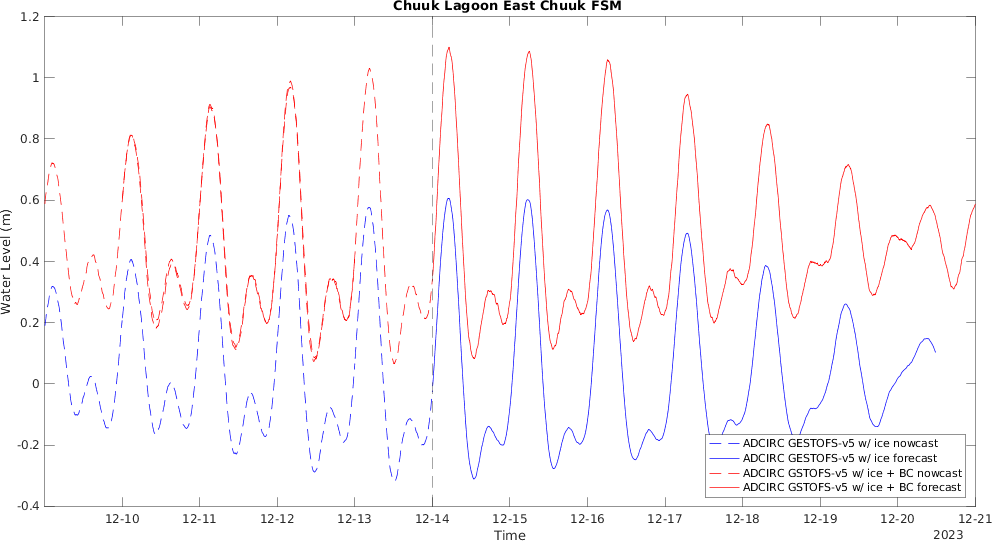 Chuuk Lagoon East Chuuk FSM
1.2
1
0.8
0.6
0.4
0.2
0
-0.2
-0.4
Water Level (m)
ADCIRC GESTOFS-v5 w/ ice nowcast
ADCIRC GESTOFS-v5 w/ ice forecast
ADCIRC GSTOFS-v5 w/ ice + BC nowcast
ADCIRC GSTOFS-v5 w/ ice + BC forecast
12-10 12-11 12-12 12-13 12-14 12-15 12-16 12-17 12-18 12-19 12-20 12-21
Time
2023